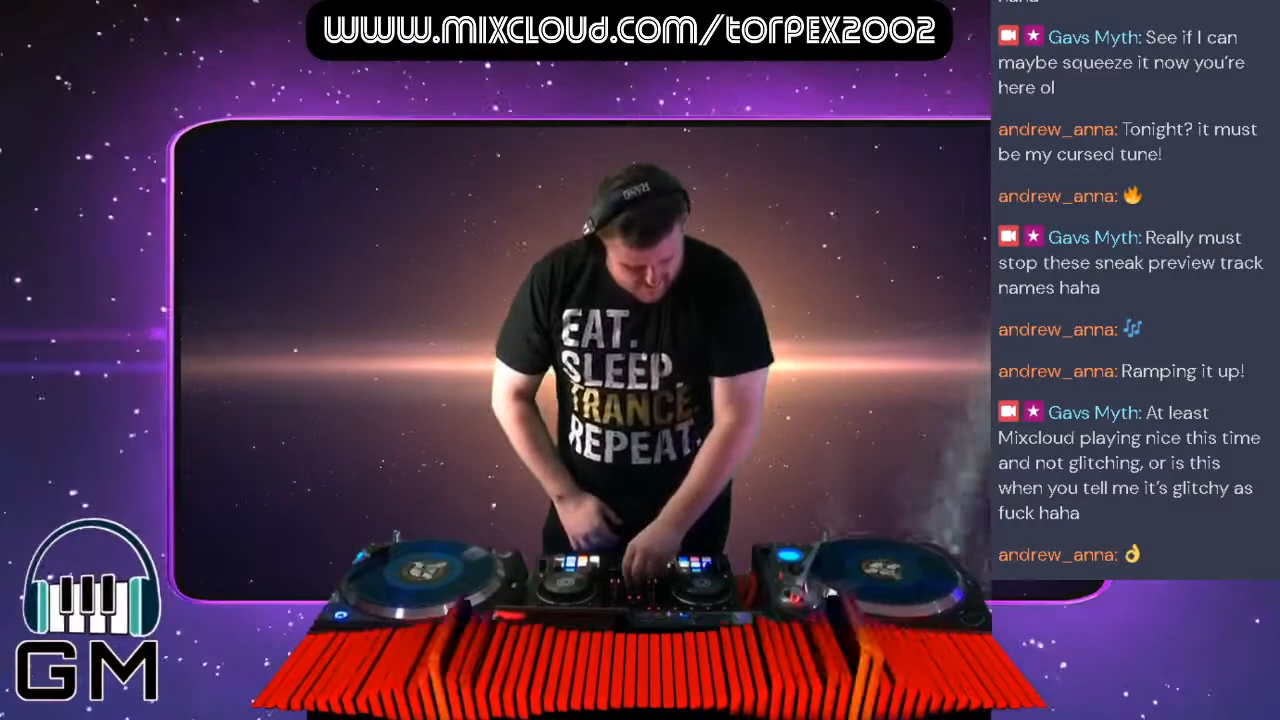 www.mixcloud.com/torpex2002
Gavs Myth: See if I can
maybe squeeze it now you're
here ol
andrew_anna: Tonight? it must
be my cursed tune!
andrew_anna: 🔥
Gavs Myth: Really must
stop these sneak preview track
names haha
andrew_anna: 🎶
andrew_anna: Ramping it up!
Gavs Myth: At least
Mixcloud playing nice this time
and not glitching, or is this
when you tell me it's glitchy as
fuck haha
andrew_anna: 👌
EAT.
SLEEP.
TRANCE.
REPEAT.
GM